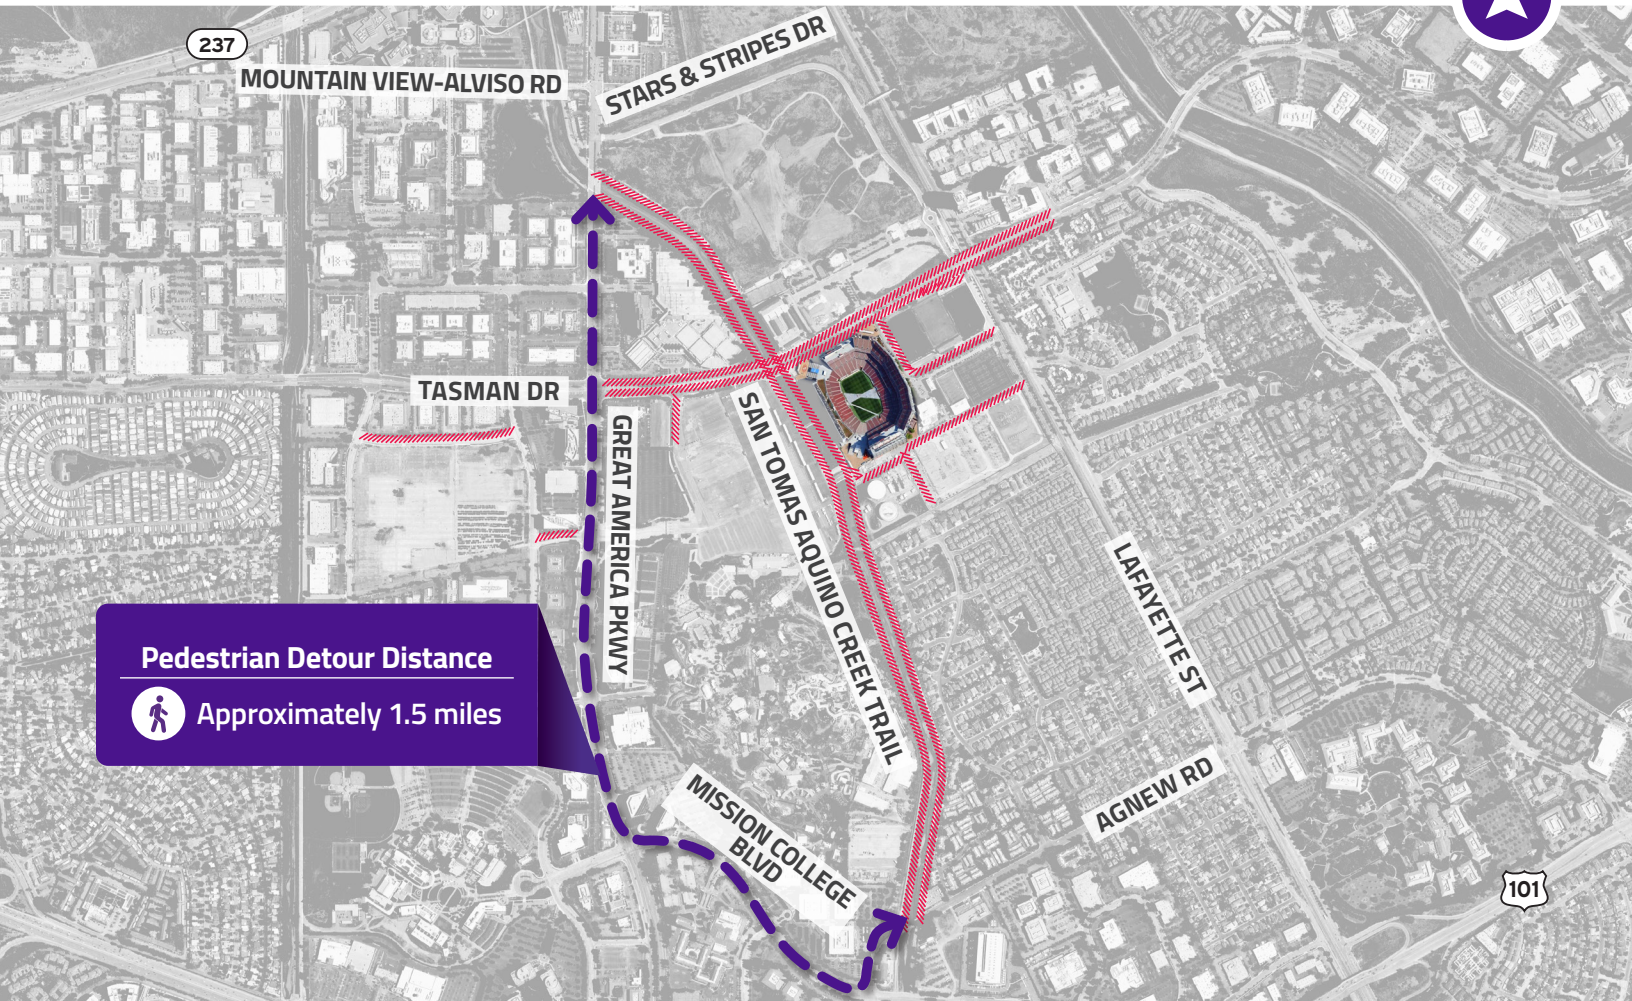 237
MOUNTAIN VIEW-ALVISO RD
STARS & STRIPES DR
TASMAN DR
GREAT AMERICA PKWY
SAN TOMAS AQUINO CREEK TRAIL
LAFAYETTE ST
Pedestrian Detour Distance
Approximately 1.5 miles
MISSION COLLEGE
BLVD
AGNEW RD
101